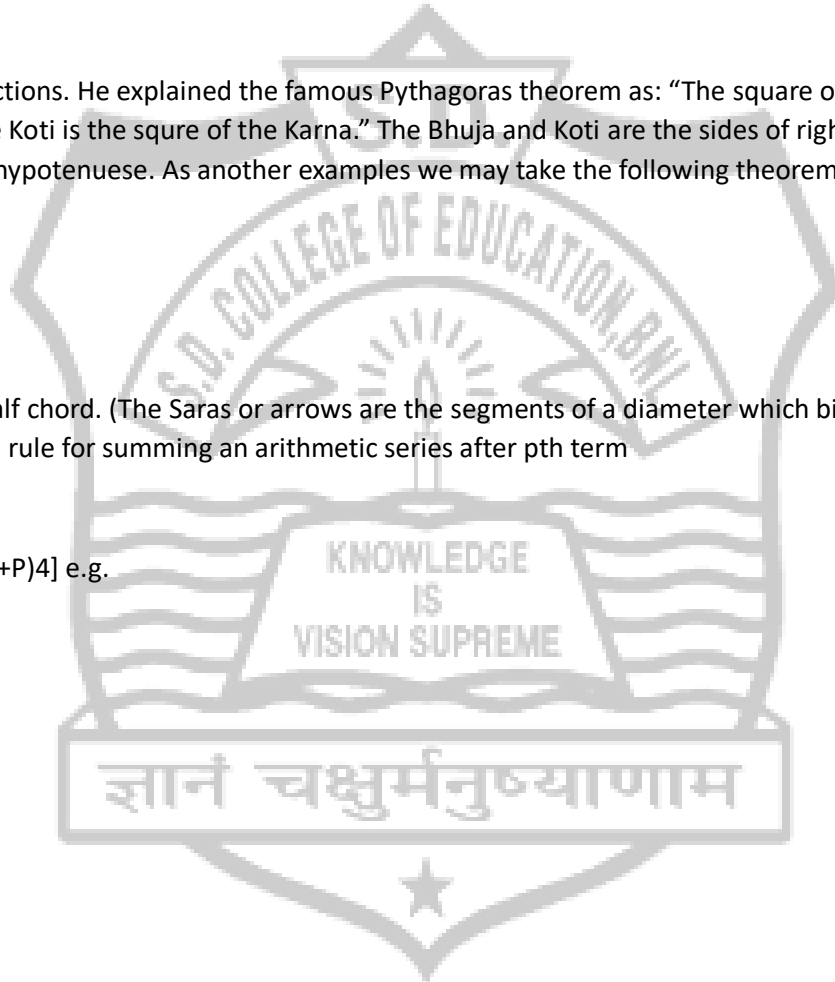 S.D.
ctions. He explained the famous Pythagoras theorem as: “The square o
e Koti is the squre of the Karna.” The Bhuja and Koti are the sides of righ
hypotenuese. As another examples we may take the following theorem
S.D. COLLEGE OF EDUCATION, BNL
lf chord. (The Saras or arrows are the segments of a diameter which bi
rule for summing an arithmetic series after pth term
+P)4] e.g.
KNOWLEDGE
IS
VISION SUPREME
ज्ञानं चक्षुर्मनुष्याणाम